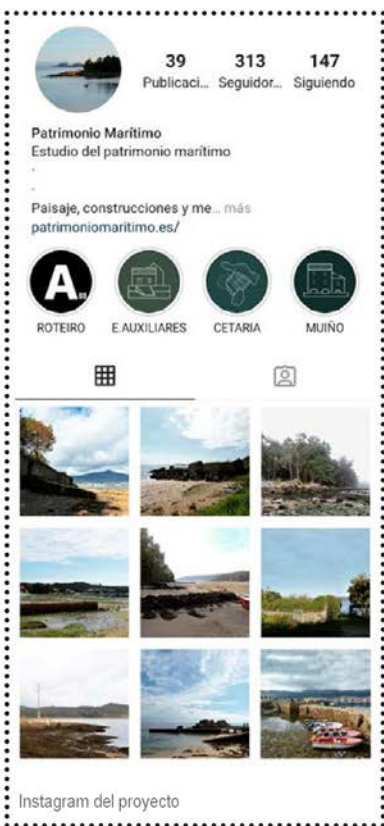 39 313 147
Publicaci... Seguidor... Siguiendo
Patrimonio Marítimo
Estudio del patrimonio marítimo
.
.
Paisaje, construcciones y me... más
patrimoniomaritimo.es/
A
ROTEIRO E.AUXILIARES CETARIA MUIÑO
Instagram del proyecto